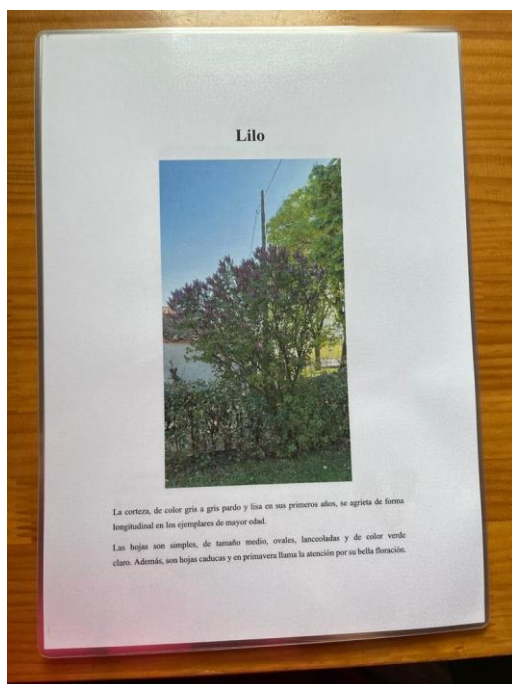 Lilo
La corteza, de color gris a gris pardo y lisa en sus primeros años, se agrieta de forma
longitudinal en los ejemplares de mayor edad.
Las hojas son simples, de tamaño medio, ovales, lanceoladas y de color verde
claro. Además, son hojas caducas y en primavera llama la atención por su bella floración.